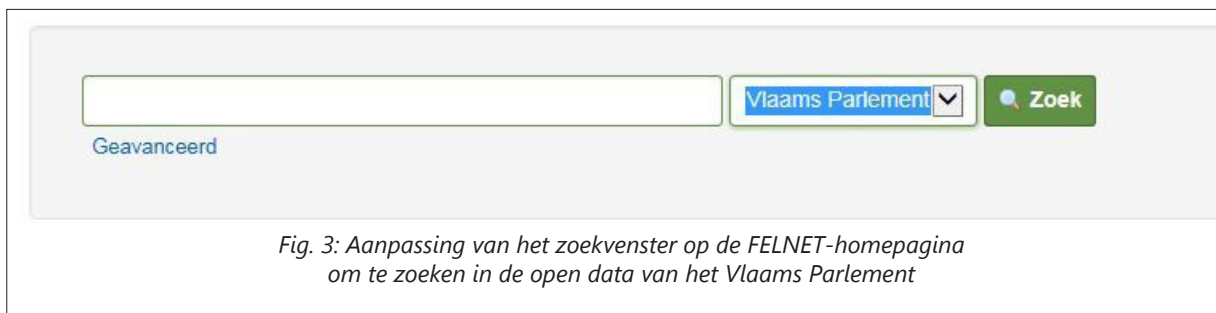 Vlaams Parlement
Zoek
Geavanceerd
Fig. 3: Aanpassing van het zoekvenster op de FELNET-homepagina
om te zoeken in de open data van het Vlaams Parlement